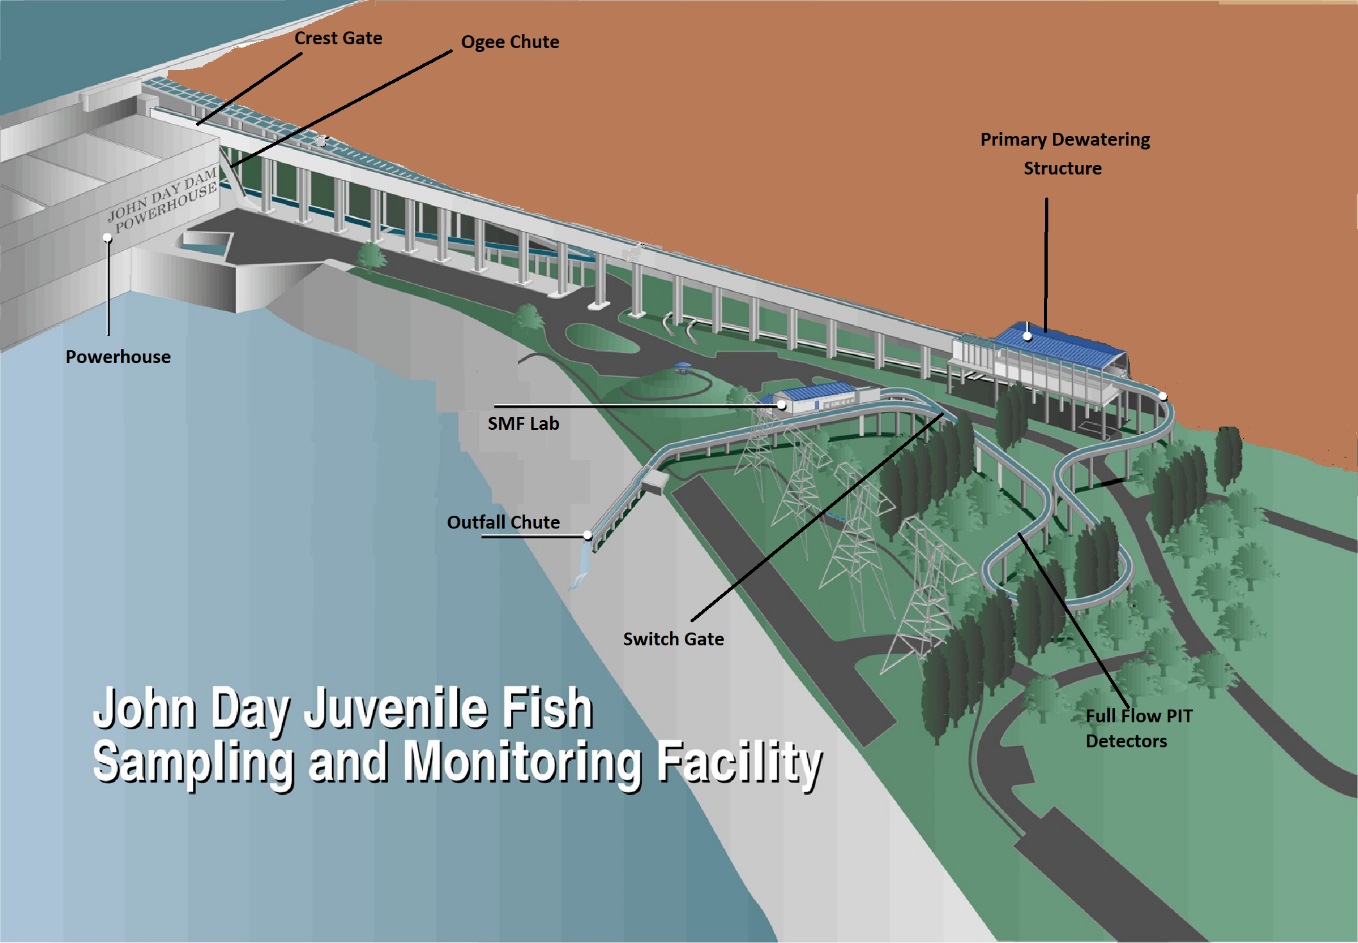 Crest Gate
Ogee Chute
Primary Dewatering
Structure
JOHN DAY DAM
POWERHOUSE
Powerhouse
SMF Lab
Outfall Chute
Switch Gate
Full Flow PIT
Detectors
John Day Juvenile Fish
Sampling and Monitoring Facility